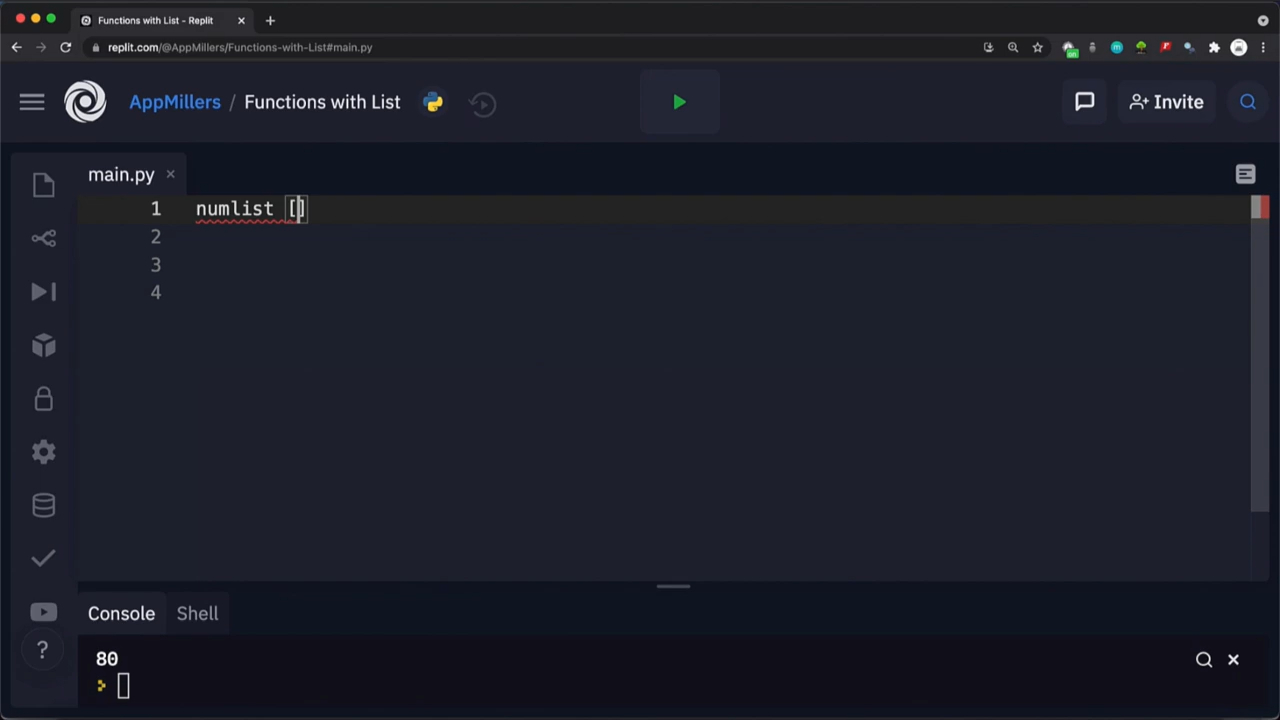 Functions with List - Replit
replit.com/@AppMillers/Functions-with-List#main.py
AppMillers / Functions with List
Invite
main.py
1 numlist []
2
3
4
Console Shell
80
?